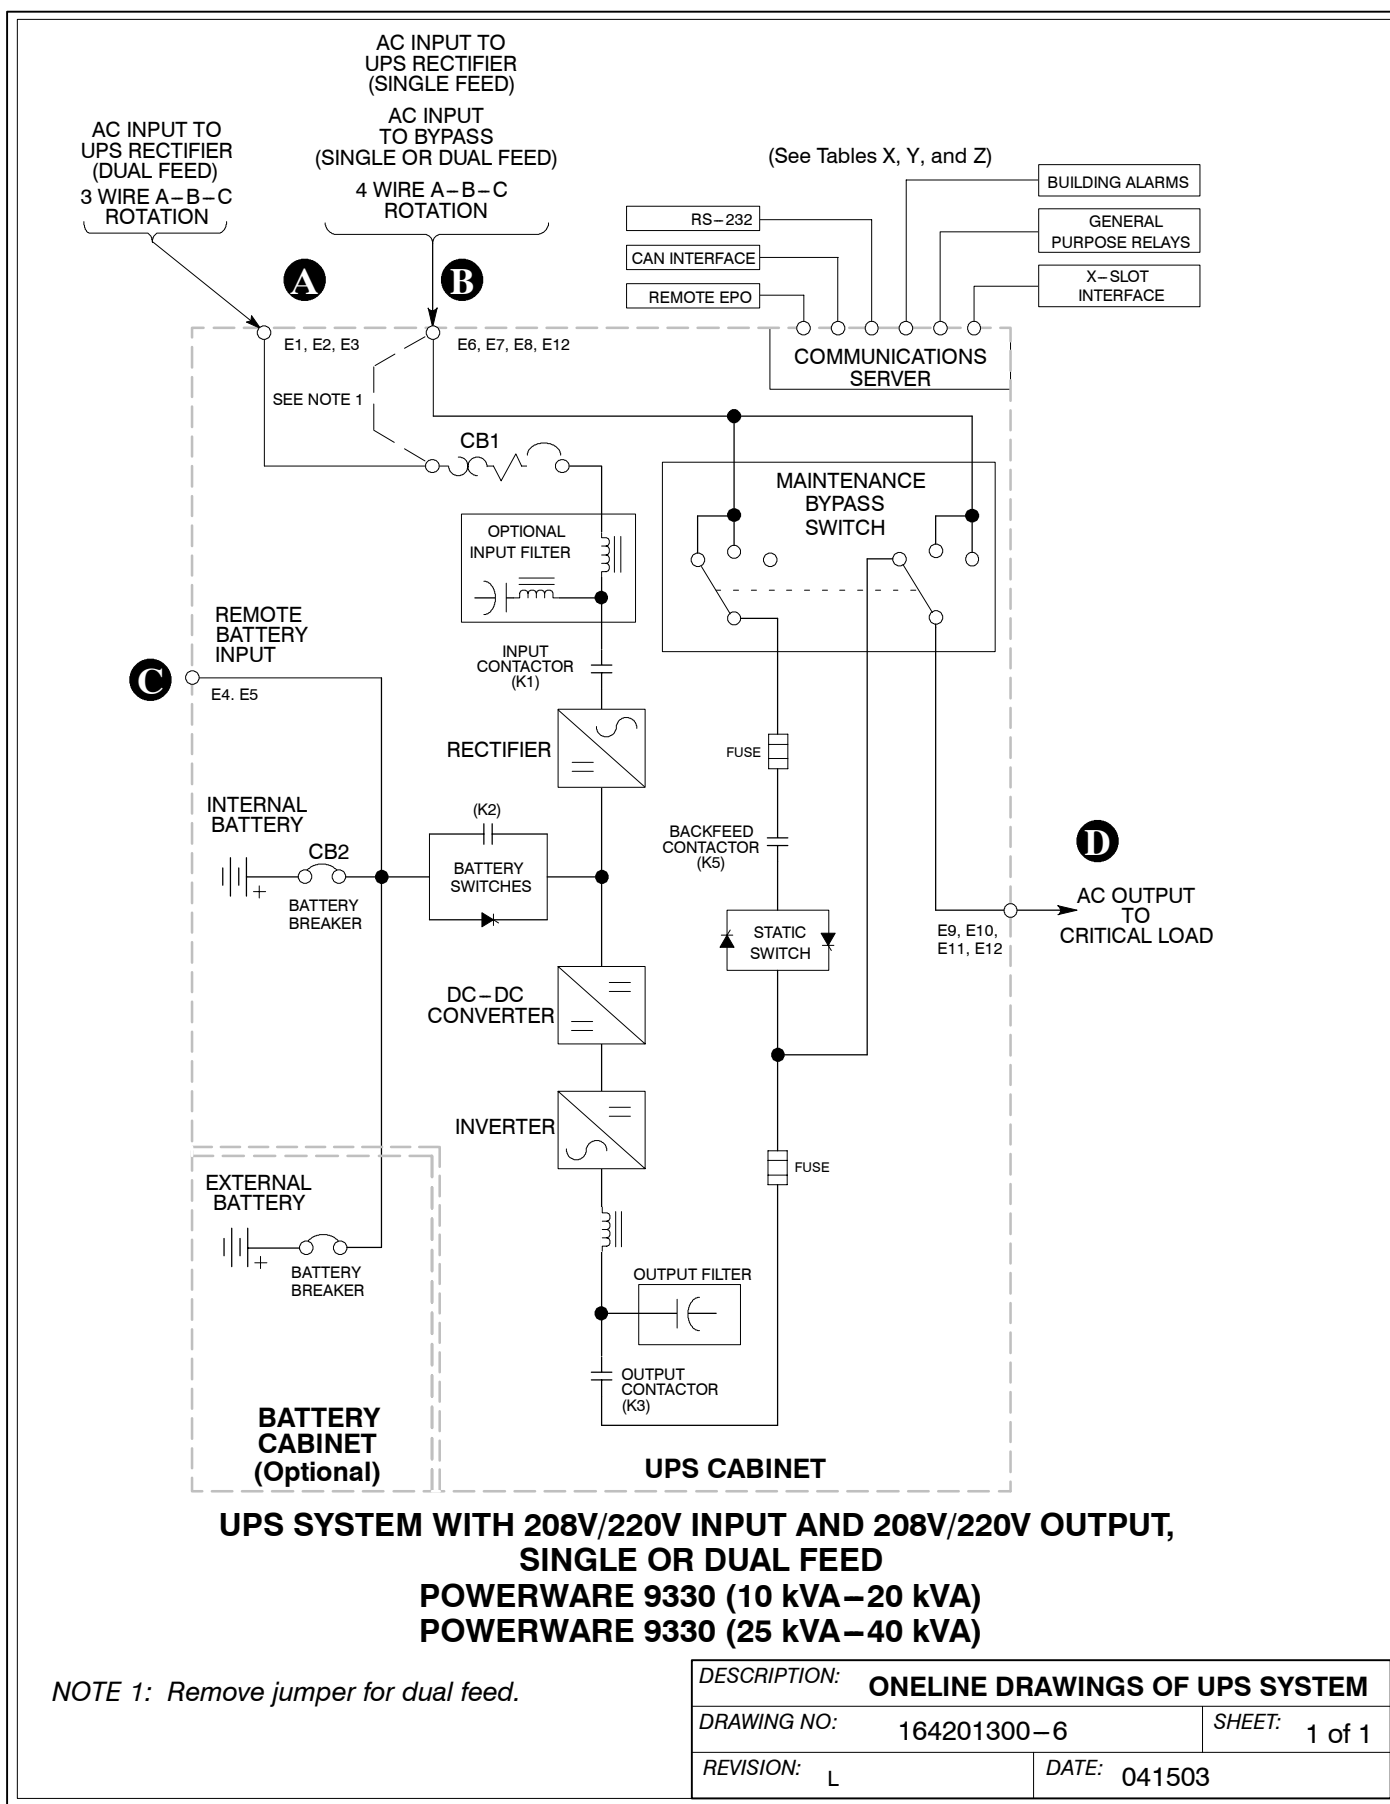 AC INPUT TO
UPS RECTIFIER
(SINGLE FEED)
AC INPUT
TO BYPASS
(SINGLE OR DUAL FEED)
4 WIRE A-B-C
ROTATION
AC INPUT TO
UPS RECTIFIER
(DUAL FEED)
3 WIRE A-B-C
ROTATION
(See Tables X, Y, and Z)
RS-232
CAN INTERFACE
REMOTE EPO
BUILDING ALARMS
GENERAL
PURPOSE RELAYS
X-SLOT
INTERFACE
A
B
E1, E2, E3
E6, E7, E8, E12
COMMUNICATIONS
SERVER
SEE NOTE 1
CB1
MAINTENANCE
BYPASS
SWITCH
OPTIONAL
INPUT FILTER
REMOTE
BATTERY
INPUT
C
E4. E5
INPUT
CONTACTOR
(K1)
RECTIFIER
FUSE
INTERNAL
BATTERY
CB2
+
BATTERY
BREAKER
(K2)
BATTERY
SWITCHES
BACKFEED
CONTACTOR
(K5)
STATIC
SWITCH
D
AC OUTPUT
TO
CRITICAL LOAD
E9, E10,
E11, E12
DC-DC
CONVERTER
INVERTER
FUSE
EXTERNAL
BATTERY
+
BATTERY
BREAKER
OUTPUT FILTER
OUTPUT
CONTACTOR
(K3)
BATTERY
CABINET
(Optional)
UPS CABINET
UPS SYSTEM WITH 208V/220V INPUT AND 208V/220V OUTPUT,
SINGLE OR DUAL FEED
POWERWARE 9330 (10 kVA-20 kVA)
POWERWARE 9330 (25 kVA-40 kVA)
NOTE 1: Remove jumper for dual feed.
DESCRIPTION: ONELINE DRAWINGS OF UPS SYSTEM
DRAWING NO: 164201300-6 SHEET: 1 of 1
REVISION: L DATE: 041503